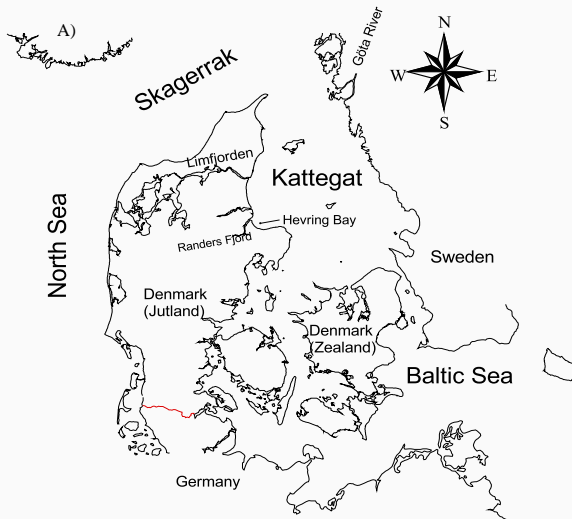 A)
Göta River
N
W E
S
Skagerrak
Limfjorden
Kattegat
Hevring Bay
Randers Fjord
North Sea
Sweden
Denmark
(Jutland)
Denmark
(Zealand)
Baltic Sea
Germany